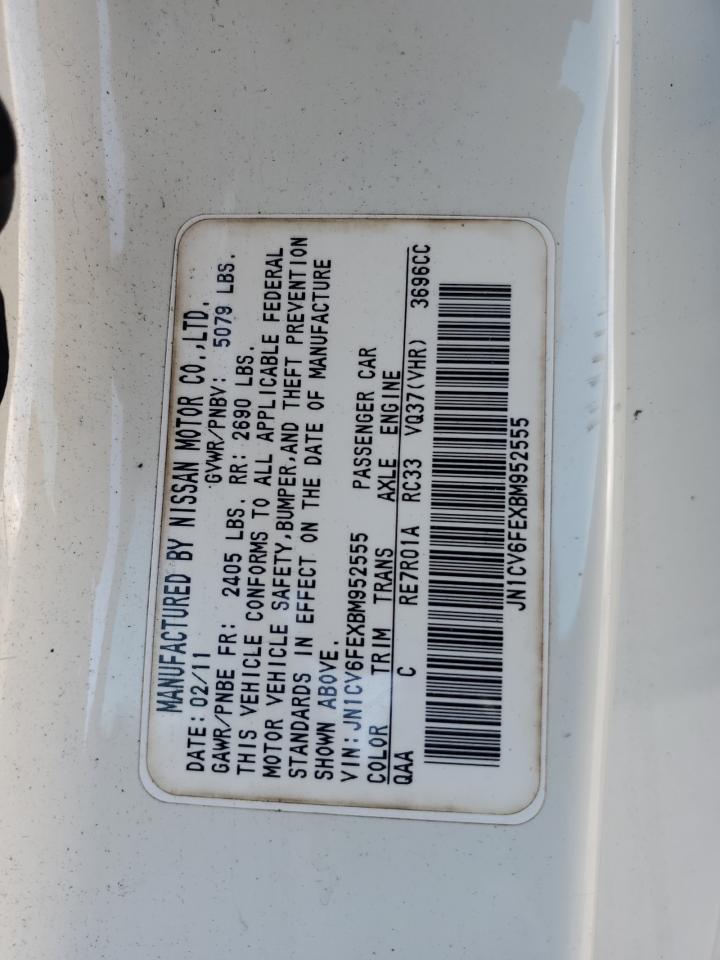 MANUFACTURED BY NISSAN MOTOR CO.,LTD.
DATE: 02/11 GVWR/PNBV: 5079 LBS.
GAWR/PNBE FR: 2405 LBS. RR: 2690 LBS.
THIS VEHICLE CONFORMS TO ALL APPLICABLE FEDERAL
MOTOR VEHICLE SAFETY,BUMPER,AND THEFT PREVENTION
STANDARDS IN EFFECT ON THE DATE OF MANUFACTURE
SHOWN ABOVE.
VIN: JN1CV6FEXBM952555 PASSENGER CAR
COLOR TRIM TRANS AXLE ENGINE
QAA C RE7R01A RC33 VQ37(VHR) 3696CC
JN1CV6FEXBM952555